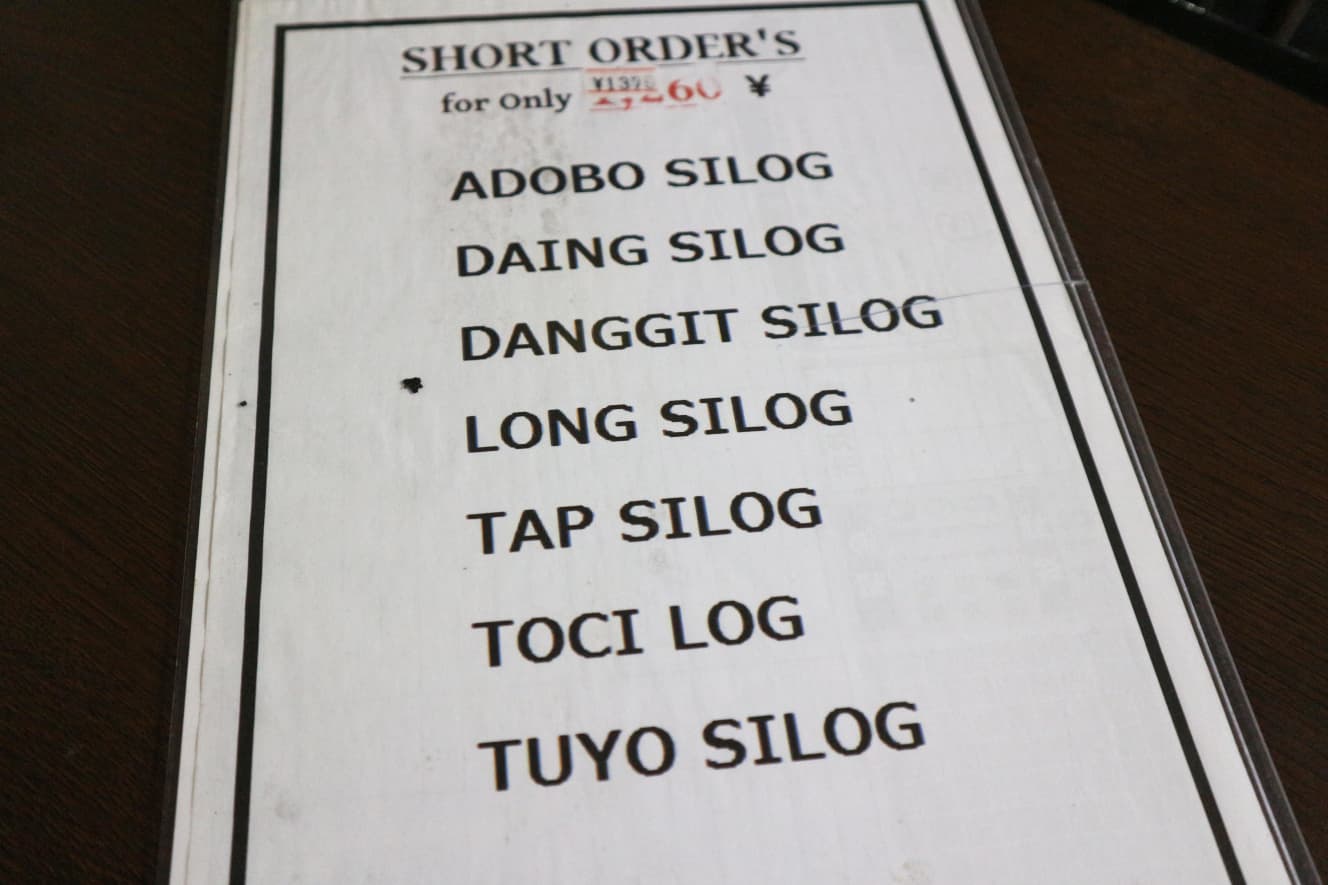 SHORT ORDER'S
for Only ¥
ADOBO SILOG
DAING SILOG
DANGGIT SILOG
LONG SILOG
TAP SILOG
TOCI LOG
TUYO SILOG